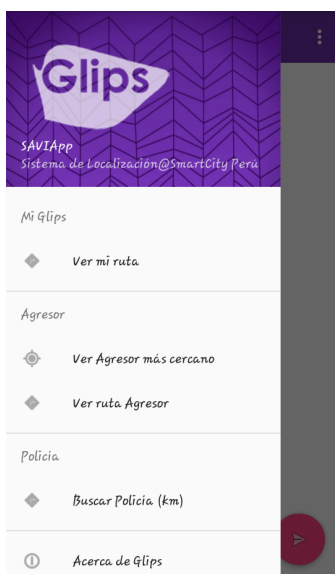 Glips
SAVIApp
Sistema de Localización@SmartCity Perú
Mi Glips
Ver mi ruta
Agresor
Ver Agresor más cercano
Ver ruta Agresor
Policia
Buscar Policia (km)
Acerca de Glips